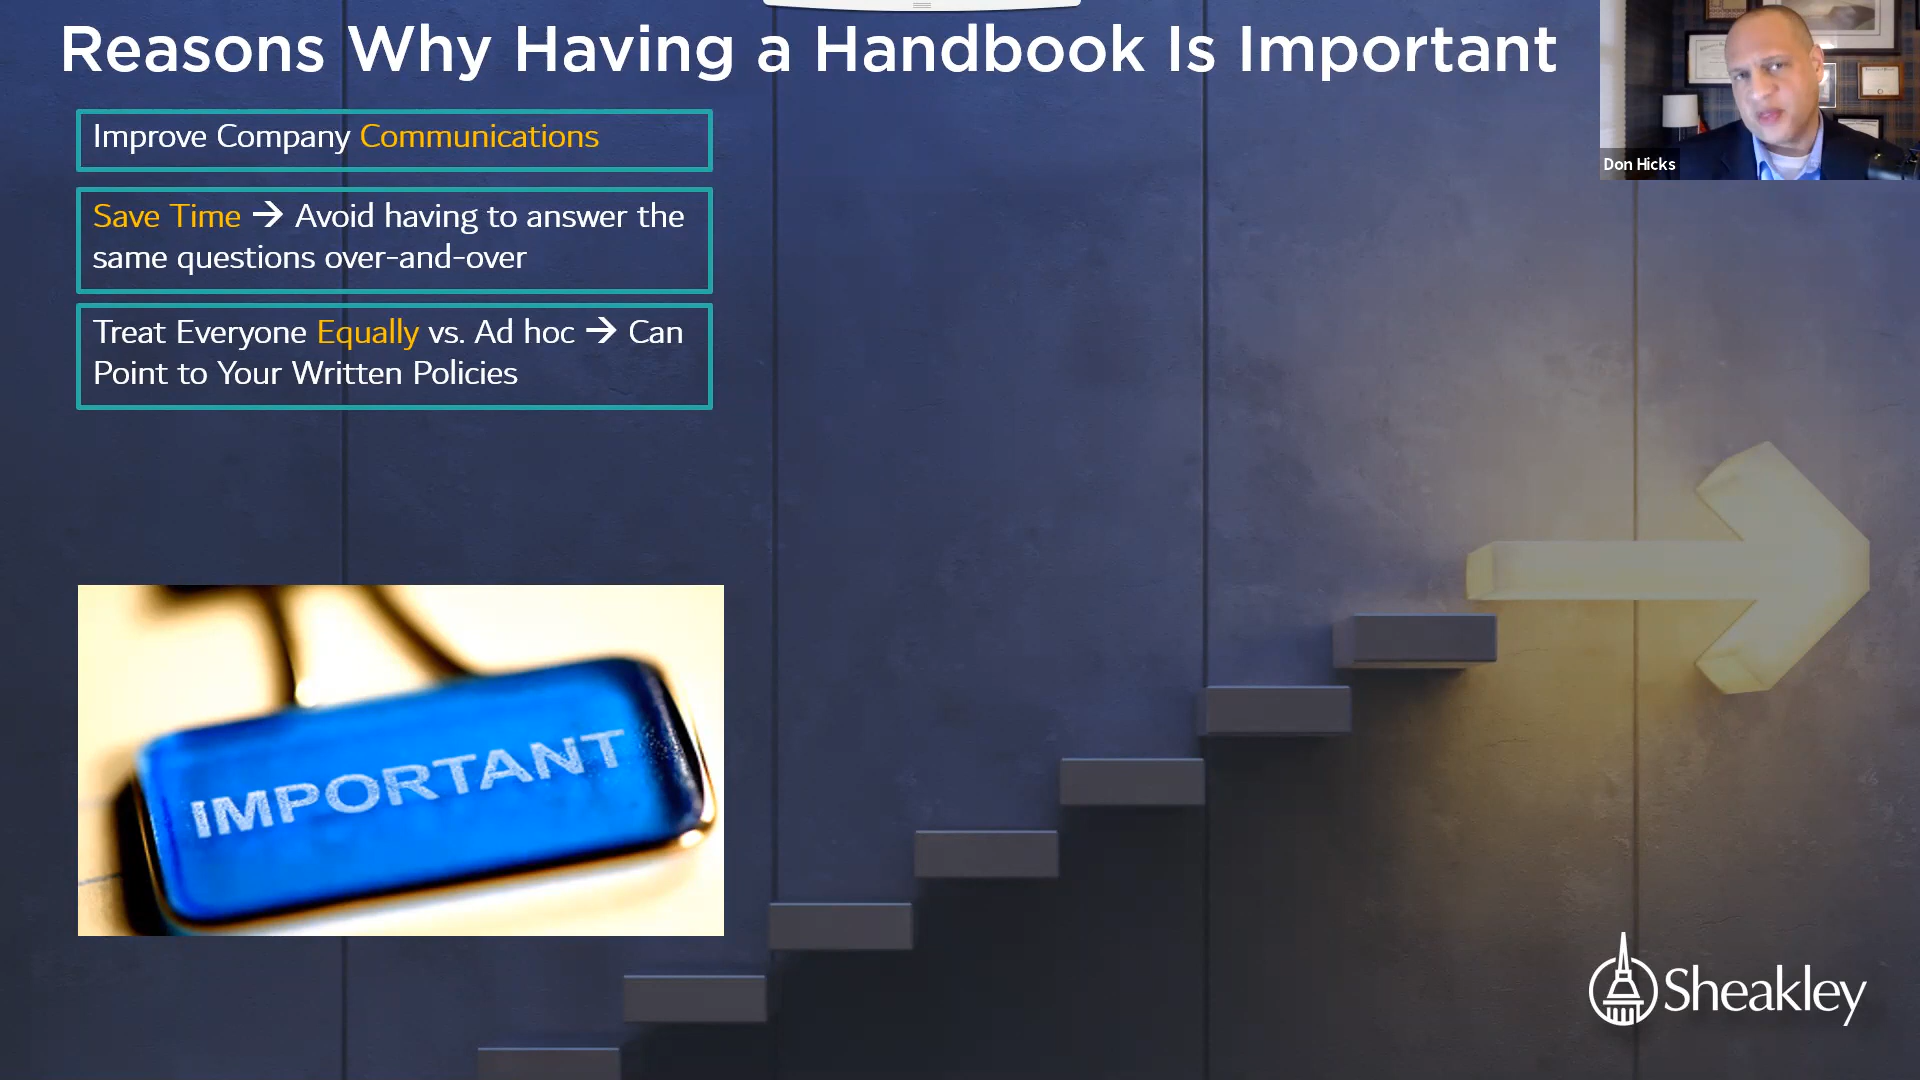 Reasons Why Having a Handbook Is Important
Improve Company Communications
Save Time → Avoid having to answer the
same questions over-and-over
Treat Everyone Equally vs. Ad hoc → Can
Point to Your Written Policies
Don Hicks
IMPORTANT
Sheakley